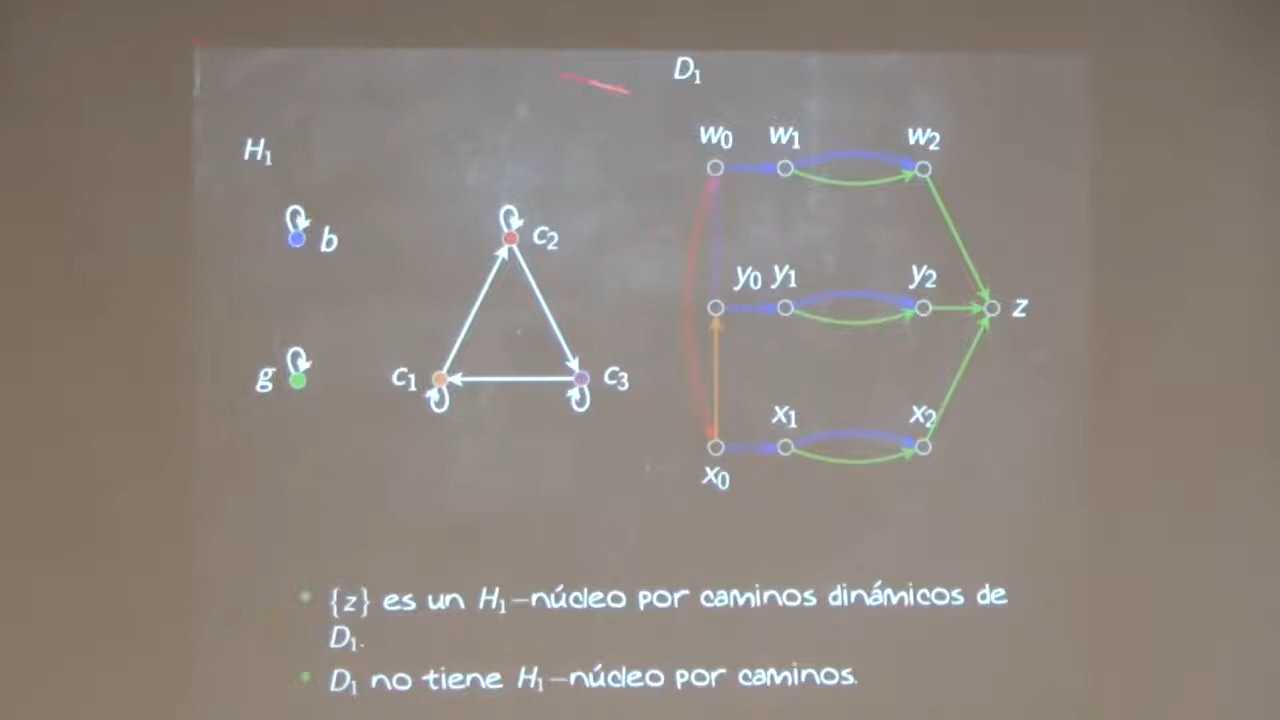 D₁
w₀ w₁ w₂
H₁
b
c₂
y₀ y₁ y₂
z
g
c₁
c₃
x₁ x₂
x₀
{z} es un H₁–núcleo por caminos dinámicos de
D₁.
D₁ no tiene H₁–núcleo por caminos.